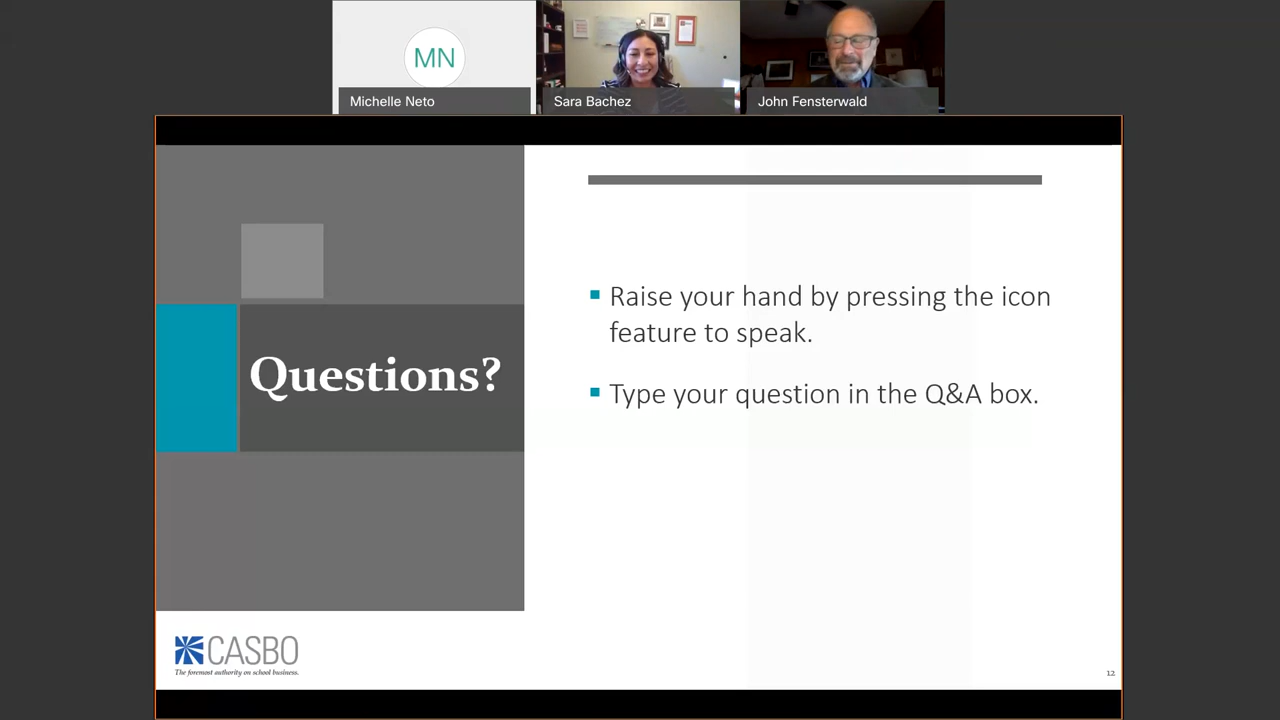 MN
Michelle Neto
Sara Bachez
John Fensterwald
Questions?
Raise your hand by pressing the icon
feature to speak.
Type your question in the Q&A box.
CASBO
The foremost authority on school business.
12